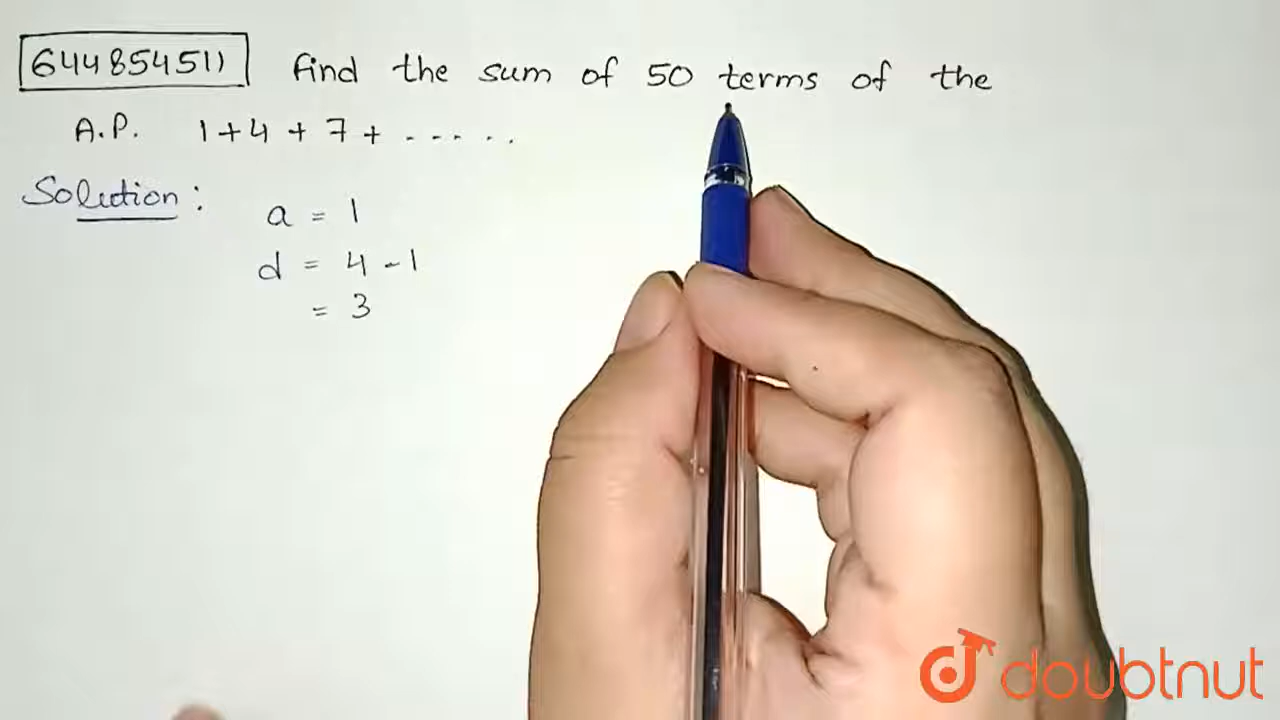 644854511 find the sum of 50 terms of the
A.P. 1 + 4 + 7 + .....
Solution :
a = 1
d = 4 - 1
= 3
doubtnut